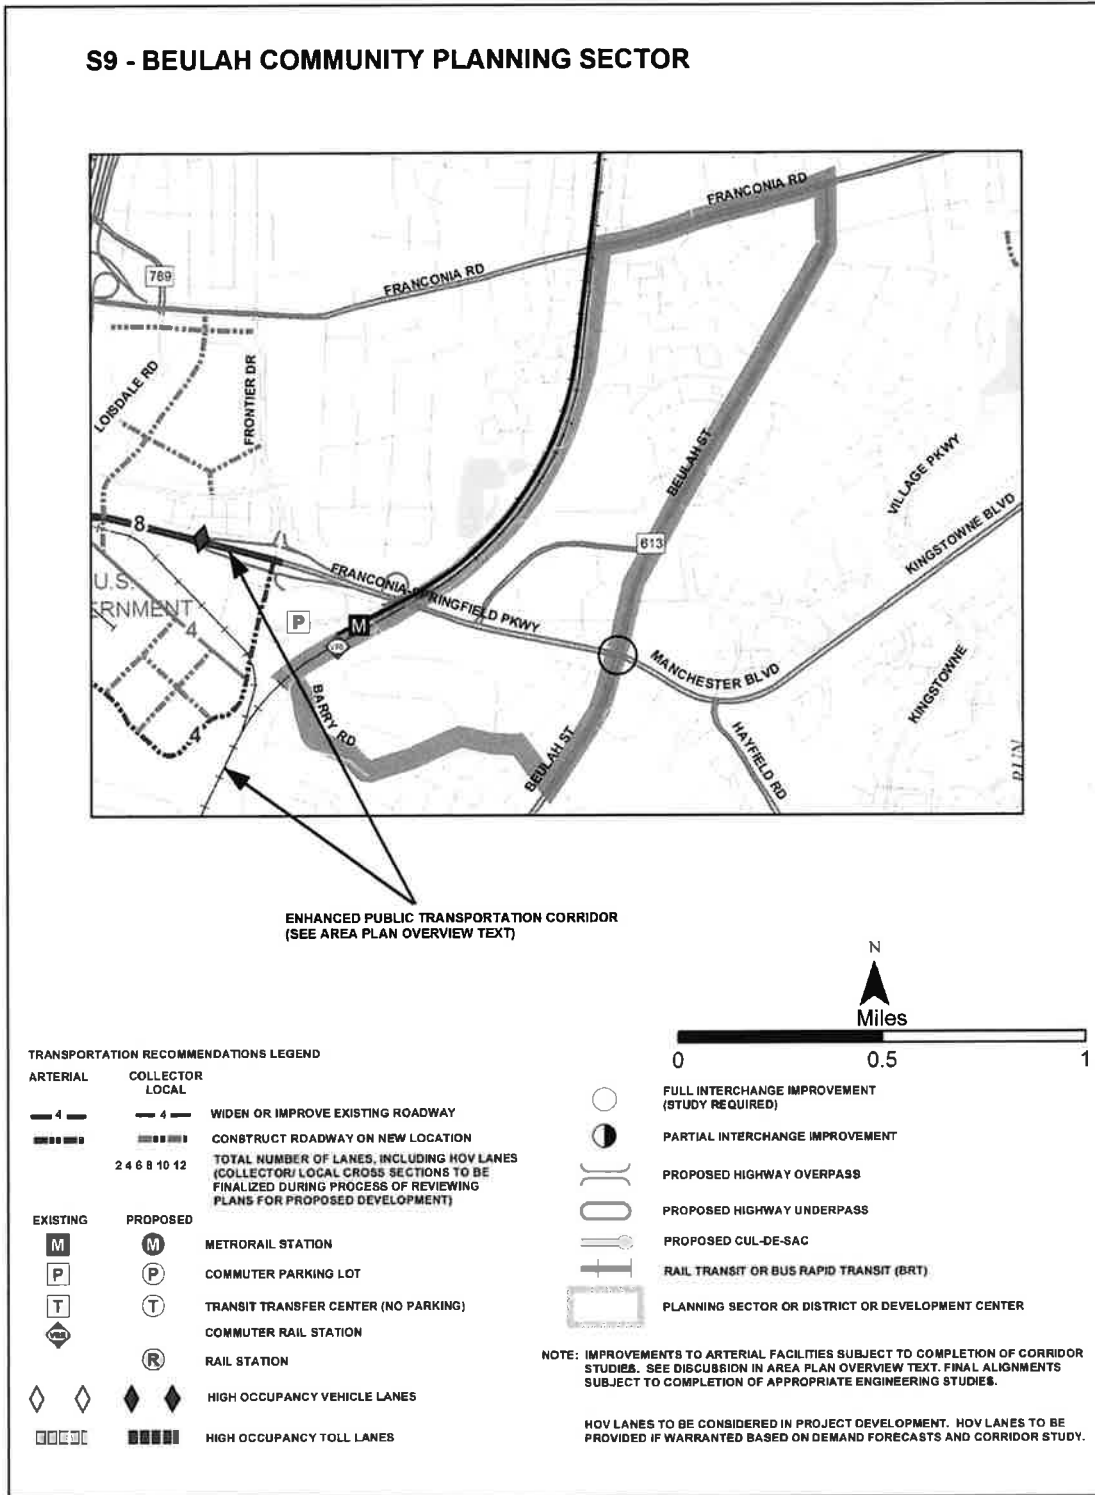 S9 - BEULAH COMMUNITY PLANNING SECTOR
FRANCONIA RD
789
FRANCONIA RD
LOISDALE RD
FRONTIER DR
BEULAH ST
VILLAGE PKWY
KINGSTOWNE BLVD
8
613
U.S.
ERNMENT
4
FRANCONIA-SPRINGFIELD PKWY
P
M
VRE
MANCHESTER BLVD
KINGSTOWNE
BARRY RD
4
BEULAH ST
HAYFIELD RD
RUN
ENHANCED PUBLIC TRANSPORTATION CORRIDOR
(SEE AREA PLAN OVERVIEW TEXT)
N
Miles
0 0.5 1
TRANSPORTATION RECOMMENDATIONS LEGEND
ARTERIAL COLLECTOR
LOCAL
4 4 WIDEN OR IMPROVE EXISTING ROADWAY
CONSTRUCT ROADWAY ON NEW LOCATION
2 4 6 8 10 12 TOTAL NUMBER OF LANES, INCLUDING HOV LANES
(COLLECTOR/ LOCAL CROSS SECTIONS TO BE
FINALIZED DURING PROCESS OF REVIEWING
PLANS FOR PROPOSED DEVELOPMENT)
EXISTING PROPOSED
M M METRORAIL STATION
P P COMMUTER PARKING LOT
T T TRANSIT TRANSFER CENTER (NO PARKING)
VRE COMMUTER RAIL STATION
R RAIL STATION
HIGH OCCUPANCY VEHICLE LANES
HIGH OCCUPANCY TOLL LANES
FULL INTERCHANGE IMPROVEMENT
(STUDY REQUIRED)
PARTIAL INTERCHANGE IMPROVEMENT
PROPOSED HIGHWAY OVERPASS
PROPOSED HIGHWAY UNDERPASS
PROPOSED CUL-DE-SAC
RAIL TRANSIT OR BUS RAPID TRANSIT (BRT)
PLANNING SECTOR OR DISTRICT OR DEVELOPMENT CENTER
NOTE: IMPROVEMENTS TO ARTERIAL FACILITIES SUBJECT TO COMPLETION OF CORRIDOR
STUDIES. SEE DISCUSSION IN AREA PLAN OVERVIEW TEXT. FINAL ALIGNMENTS
SUBJECT TO COMPLETION OF APPROPRIATE ENGINEERING STUDIES.
HOV LANES TO BE CONSIDERED IN PROJECT DEVELOPMENT. HOV LANES TO BE
PROVIDED IF WARRANTED BASED ON DEMAND FORECASTS AND CORRIDOR STUDY.